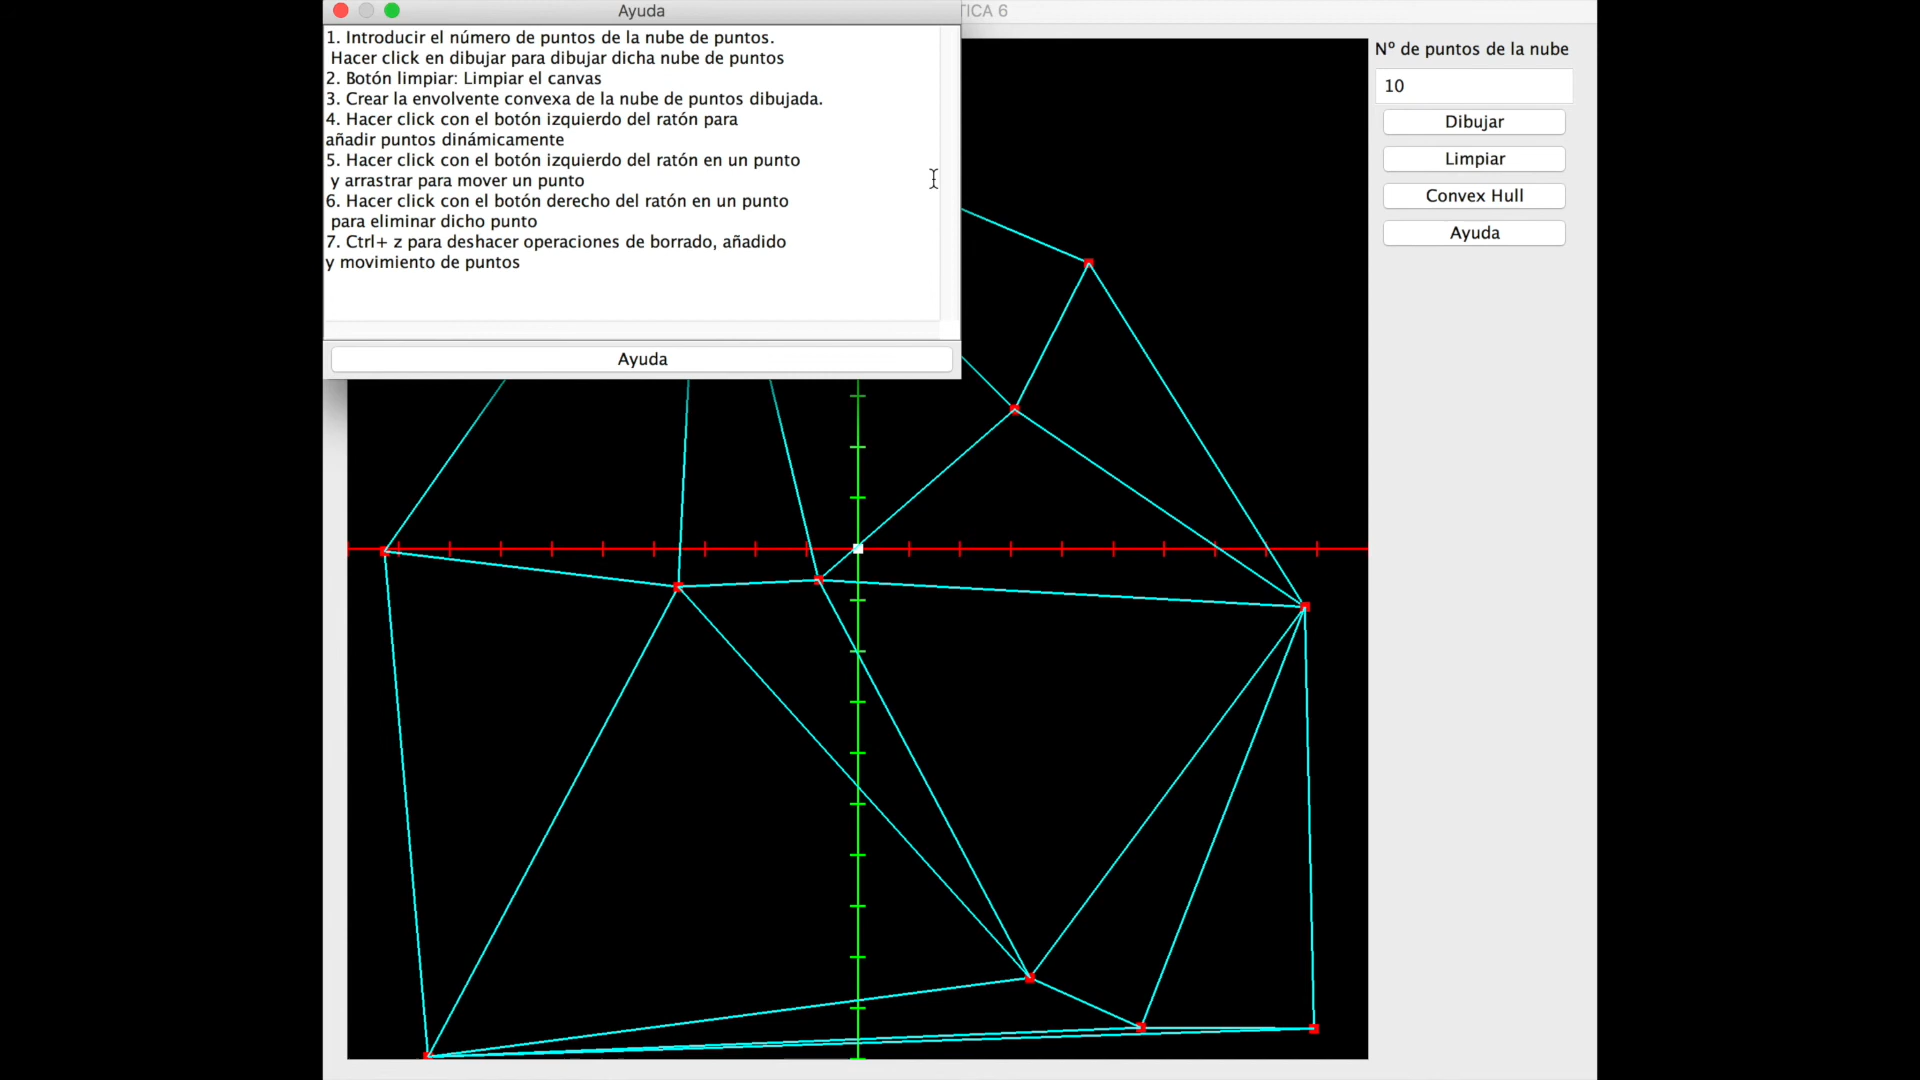 Ayuda
TICA 6
1. Introducir el número de puntos de la nube de puntos.
Hacer click en dibujar para dibujar dicha nube de puntos
2. Botón limpiar: Limpiar el canvas
3. Crear la envolvente convexa de la nube de puntos dibujada.
4. Hacer click con el botón izquierdo del ratón para
añadir puntos dinámicamente
5. Hacer click con el botón izquierdo del ratón en un punto
y arrastrar para mover un punto
6. Hacer click con el botón derecho del ratón en un punto
para eliminar dicho punto
7. Ctrl+ z para deshacer operaciones de borrado, añadido
y movimiento de puntos
Ayuda
Nº de puntos de la nube
10
Dibujar
Limpiar
Convex Hull
Ayuda